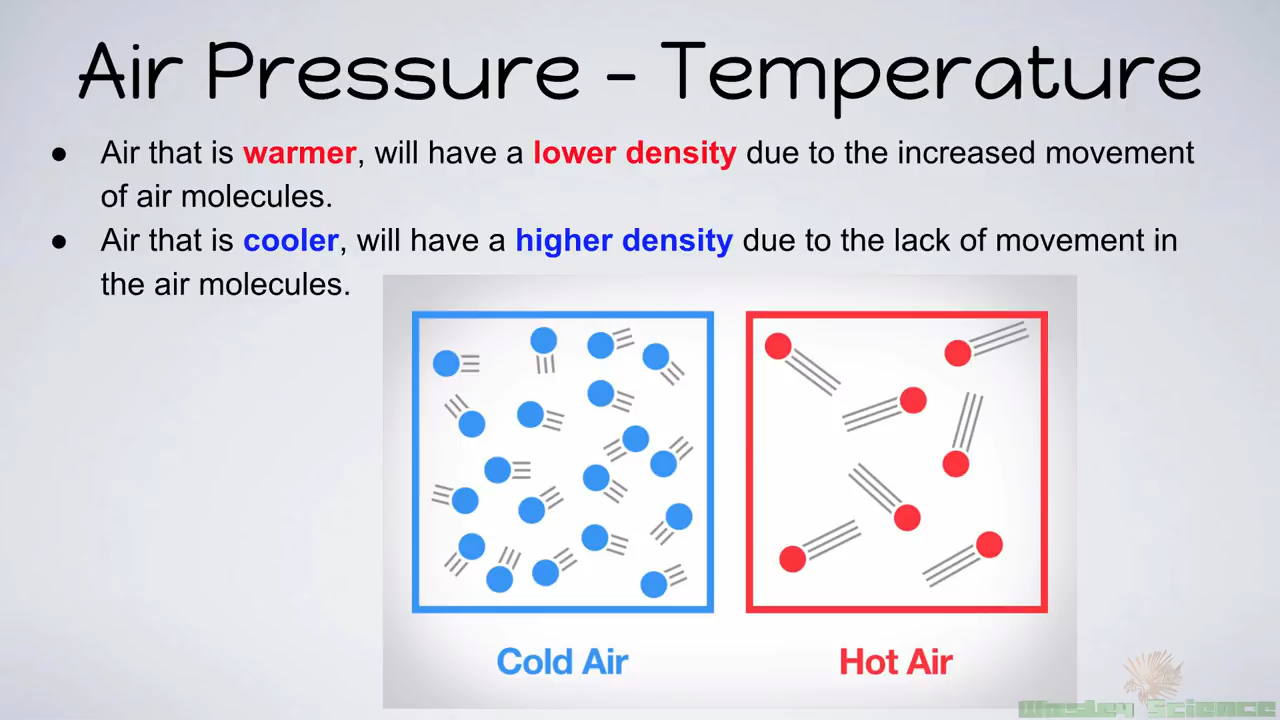 Air Pressure - Temperature
● Air that is warmer, will have a lower density due to the increased movement
of air molecules.
● Air that is cooler, will have a higher density due to the lack of movement in
the air molecules.
Cold Air
Hot Air
Science